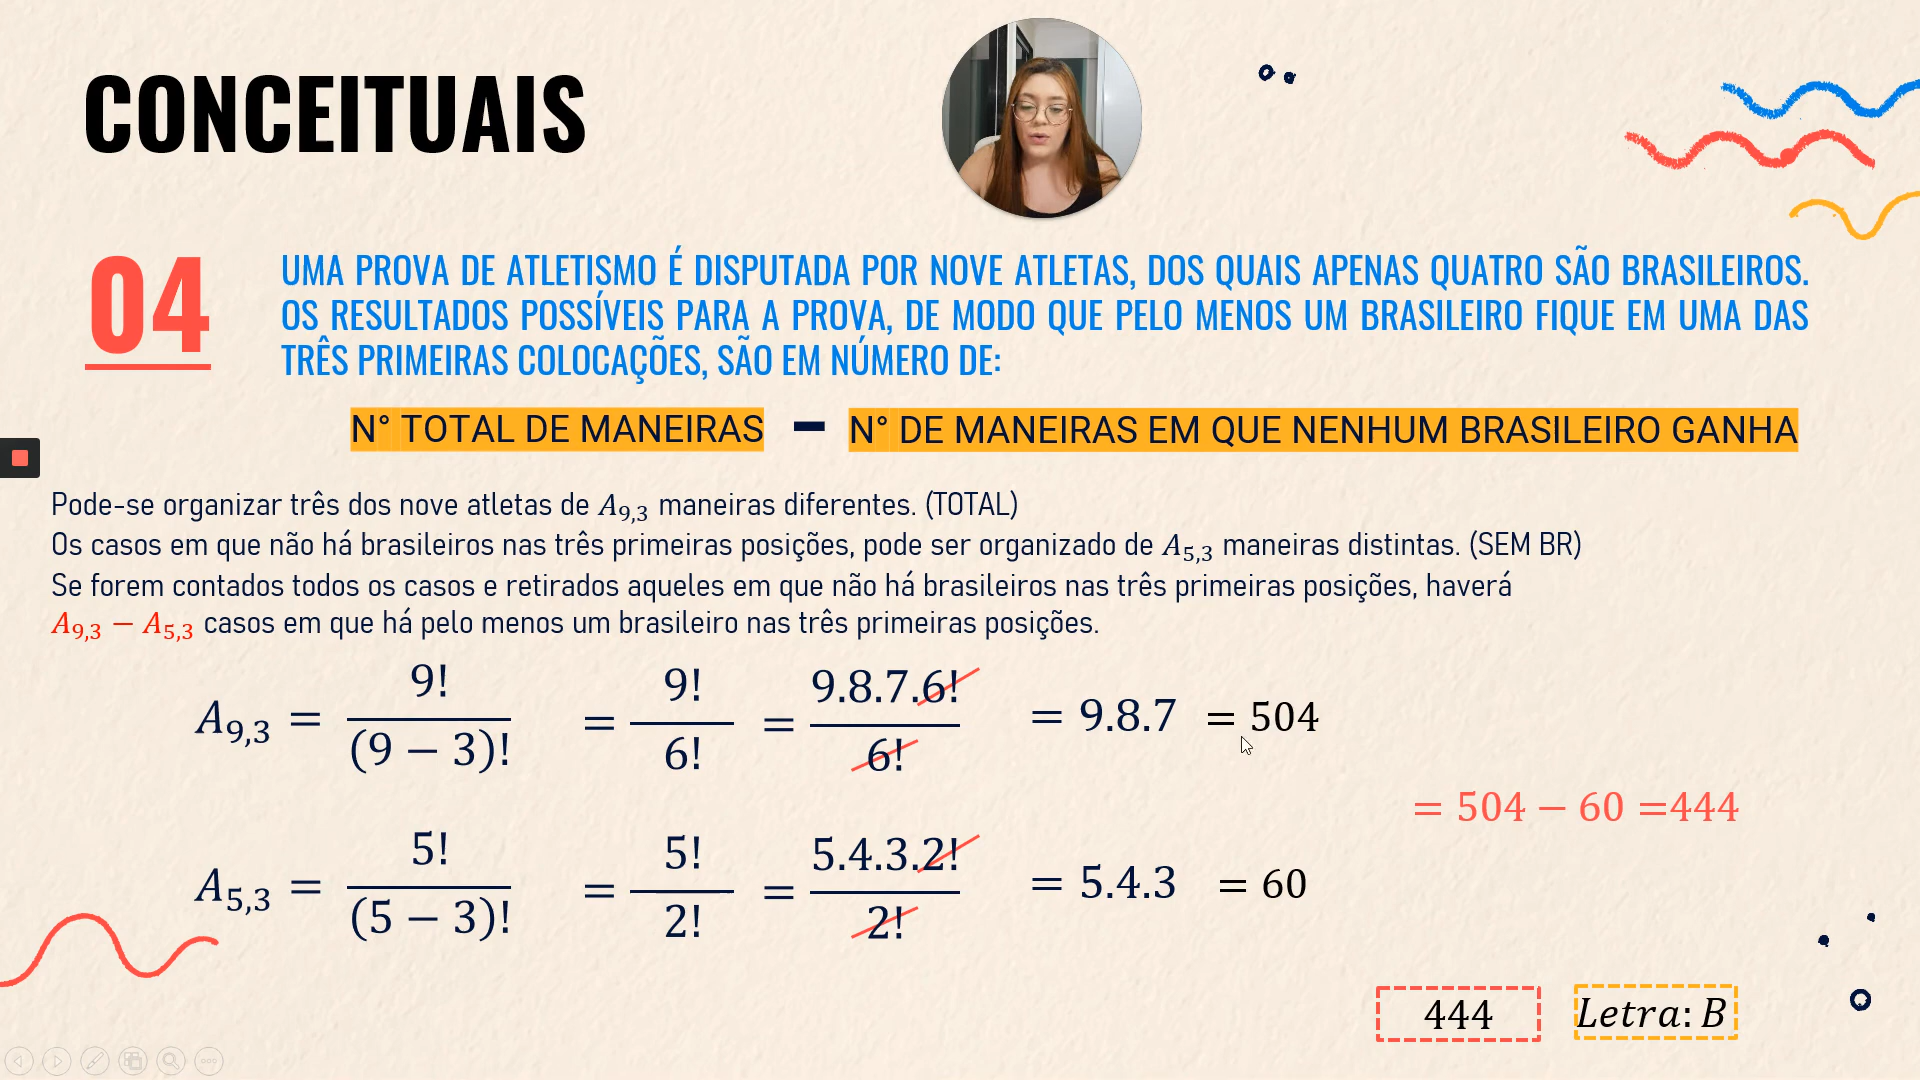 CONCEITUAIS
04
UMA PROVA DE ATLETISMO É DISPUTADA POR NOVE ATLETAS, DOS QUAIS APENAS QUATRO SÃO BRASILEIROS.
OS RESULTADOS POSSÍVEIS PARA A PROVA, DE MODO QUE PELO MENOS UM BRASILEIRO FIQUE EM UMA DAS
TRÊS PRIMEIRAS COLOCAÇÕES, SÃO EM NÚMERO DE:
N° TOTAL DE MANEIRAS - N° DE MANEIRAS EM QUE NENHUM BRASILEIRO GANHA
Pode-se organizar três dos nove atletas de A9,3 maneiras diferentes. (TOTAL)
Os casos em que não há brasileiros nas três primeiras posições, pode ser organizado de A5,3 maneiras distintas. (SEM BR)
Se forem contados todos os casos e retirados aqueles em que não há brasileiros nas três primeiras posições, haverá
A9,3 − A5,3 casos em que há pelo menos um brasileiro nas três primeiras posições.
A9,3 = 9!/(9 − 3)! = 9!/6! = 9.8.7.6!/6! = 9.8.7 = 504
= 504 − 60 =444
A5,3 = 5!/(5 − 3)! = 5!/2! = 5.4.3.2!/2! = 5.4.3 = 60
444 Letra: B